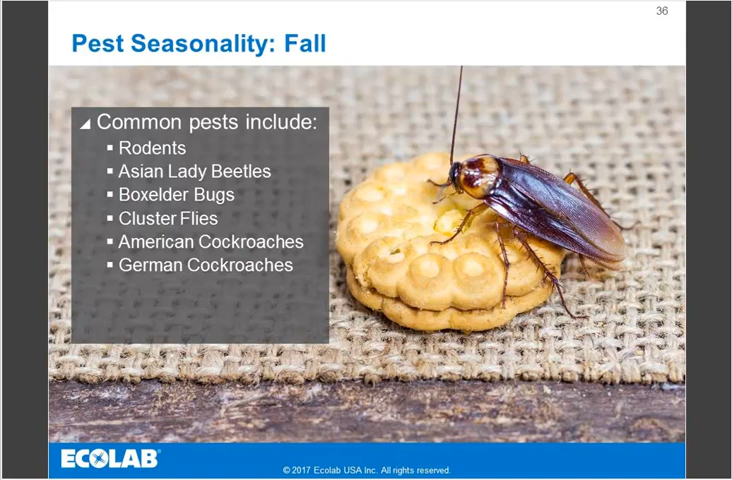 36
Pest Seasonality: Fall
Common pests include:
Rodents
Asian Lady Beetles
Boxelder Bugs
Cluster Flies
American Cockroaches
German Cockroaches
ECOLAB®
© 2017 Ecolab USA Inc. All rights reserved.